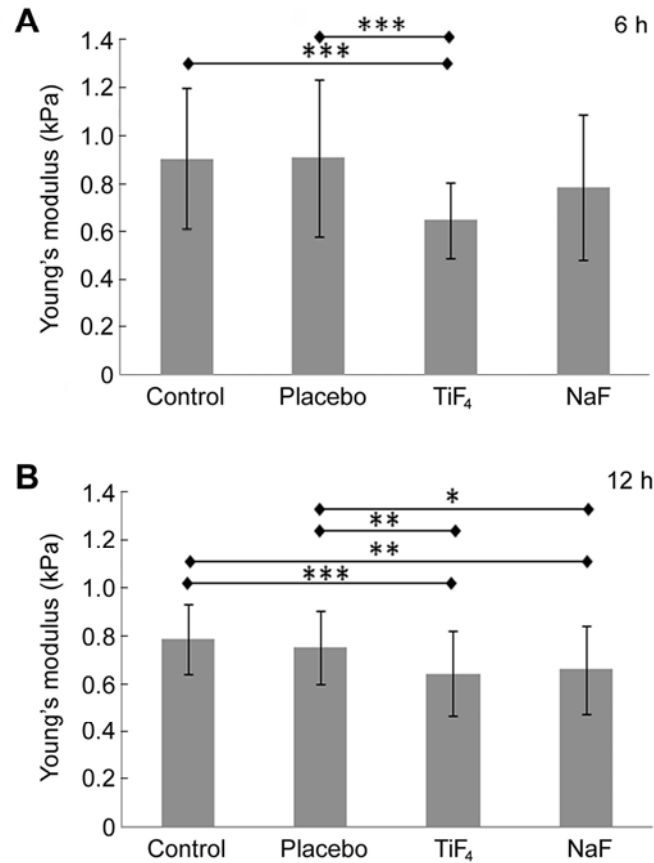 A
6 h
Young's modulus (kPa)
1.4
1.2
1.0
0.8
0.6
0.4
0.2
0
***
***
Control Placebo TiF₄ NaF
B
12 h
Young's modulus (kPa)
1.4
1.2
1.0
0.8
0.6
0.4
0.2
0
*
**
**
***
Control Placebo TiF₄ NaF